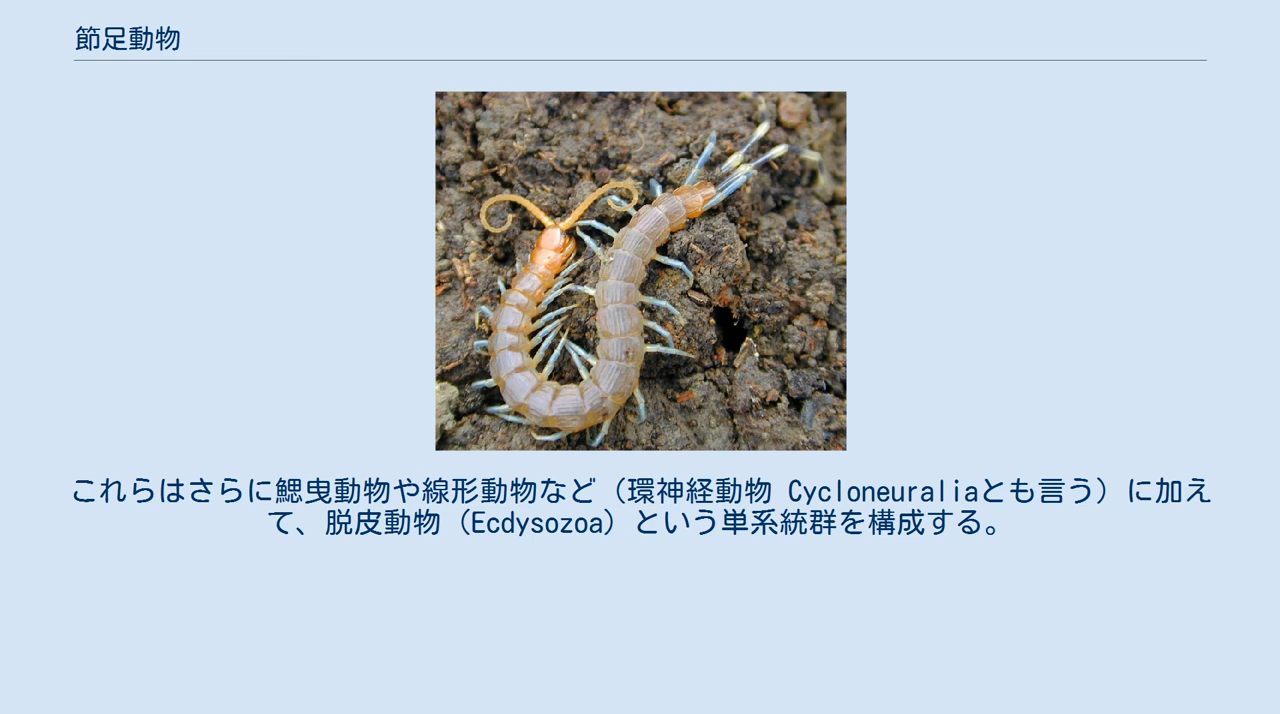 節足動物
これらはさらに鰓曳動物や線形動物など（環神経動物 Cycloneuraliaとも言う）に加え
て、脱皮動物（Ecdysozoa）という単系統群を構成する。